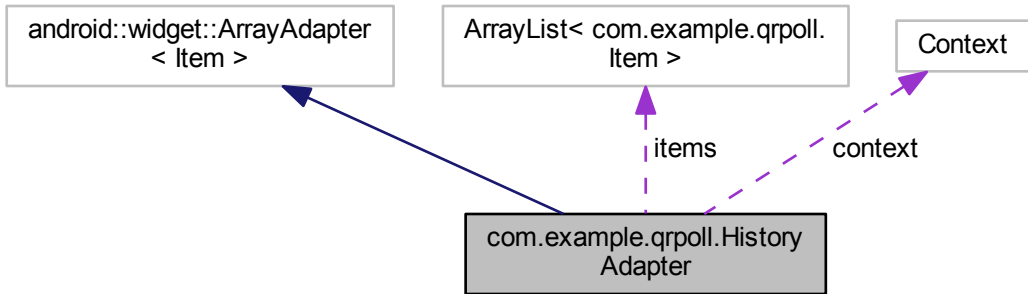 android::widget::ArrayAdapter
< Item >
ArrayList< com.example.qrpoll.
Item >
Context
items
context
com.example.qrpoll.History
Adapter